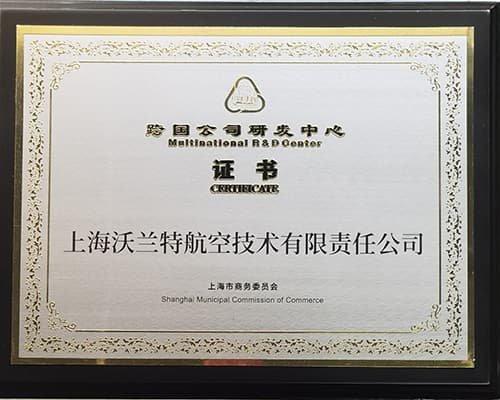 跨国公司研发中心
Multinational R&D Center
证书
CERTIFICATE
上海沃兰特航空技术有限责任公司
上海市商务委员会
Shanghai Municipal Commission of Commerce